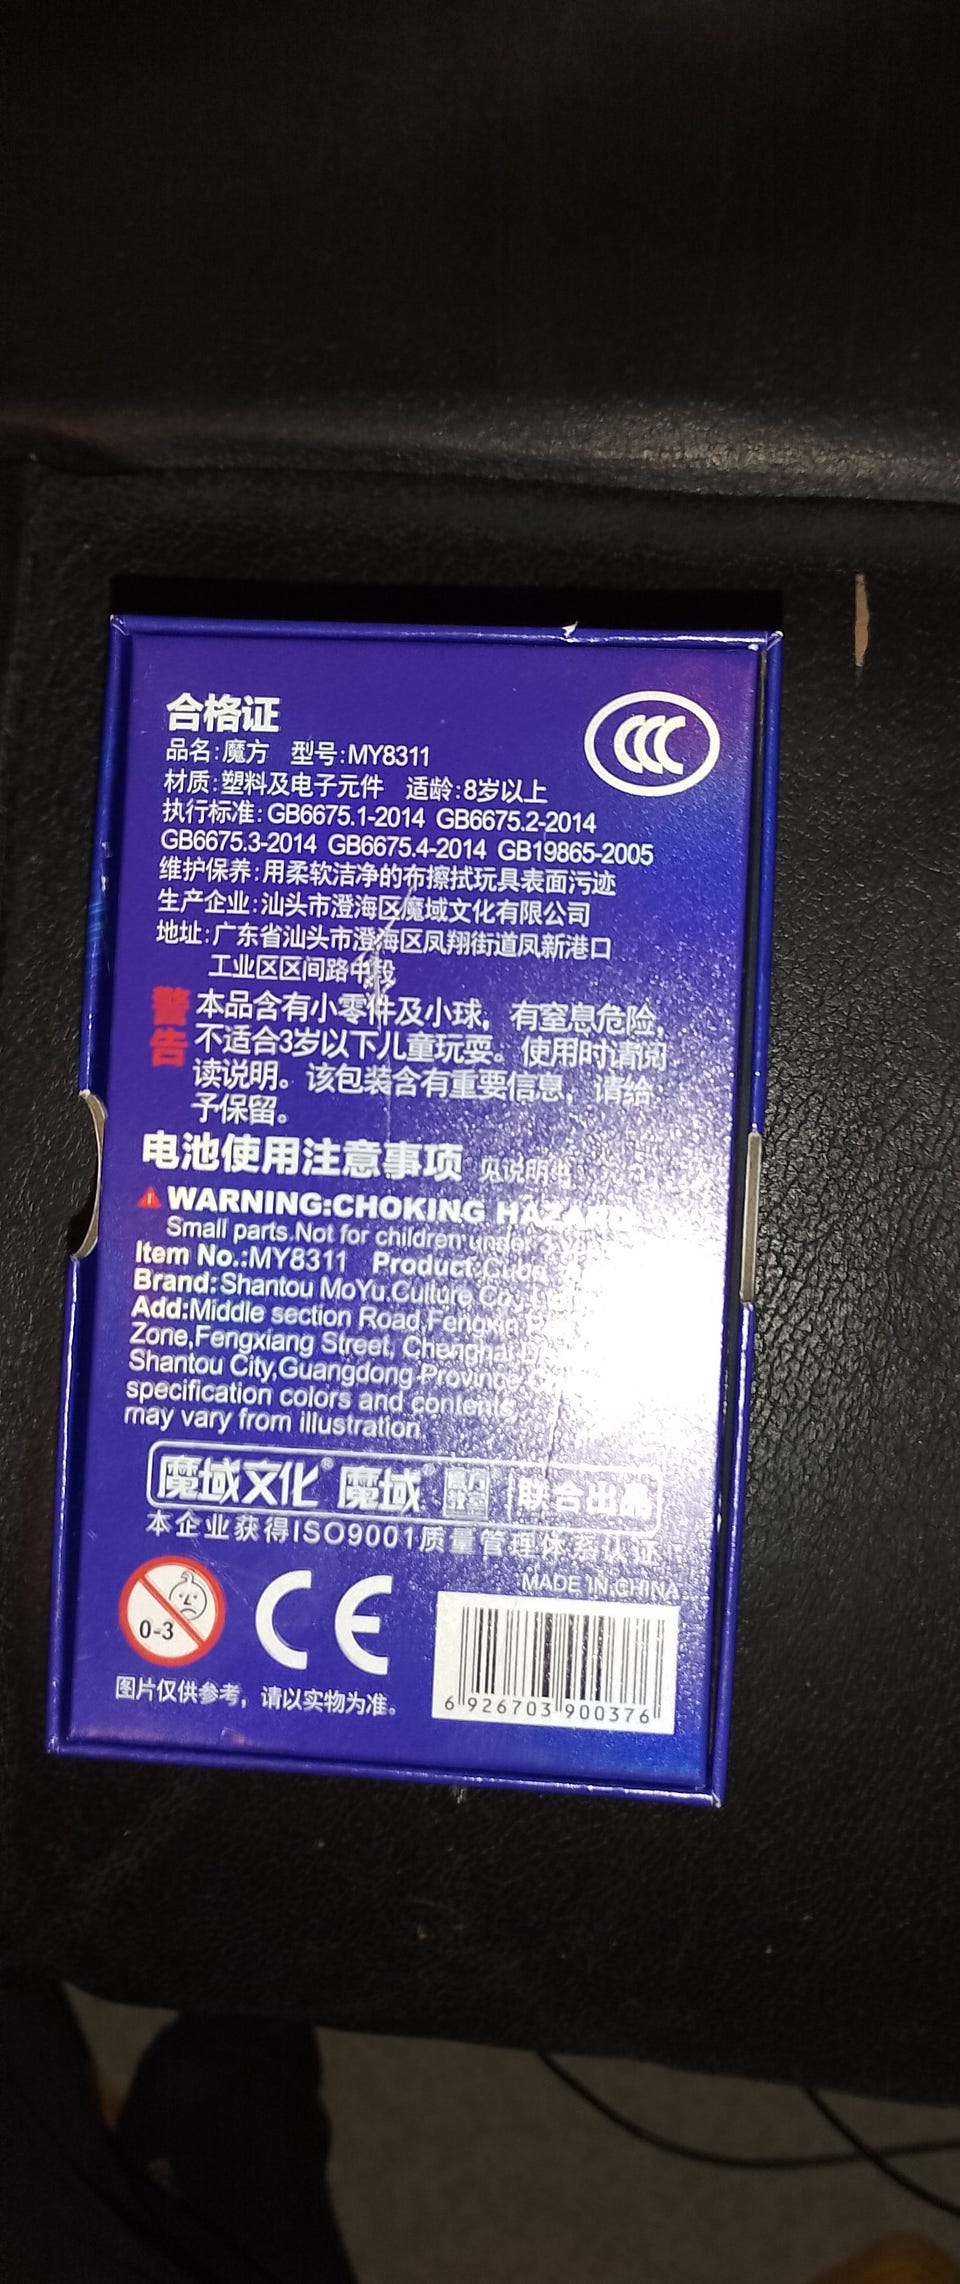 合格证
品名:魔方 型号:MY8311
材质:塑料及电子元件 适龄:8岁以上
执行标准:GB6675.1-2014 GB6675.2-2014
GB6675.3-2014 GB6675.4-2014 GB19865-2005
维护保养:用柔软洁净的布擦拭玩具表面污迹
生产企业:汕头市澄海区魔域文化有限公司
地址:广东省汕头市澄海区凤翔街道凤新港口
工业区区间路中段
警告
本品含有小零件及小球，有窒息危险，
不适合3岁以下儿童玩耍。使用时请阅
读说明。该包装含有重要信息，请给
予保留。
电池使用注意事项 见说明书
WARNING:CHOKING HAZARD
Small parts.Not for children under 3
Item No.:MY8311 Product:Cube
Brand:Shantou MoYu Culture Co.,
Add:Middle section Road,Fengxin
Zone,Fengxiang Street, Chenghai
Shantou City,Guangdong Province
specification colors and contents
may vary from illustration
魔域文化® 魔域 联合出品
本企业获得ISO9001质量管理体系认证
MADE IN CHINA
0-3
CE
6 926703 900376
图片仅供参考，请以实物为准。